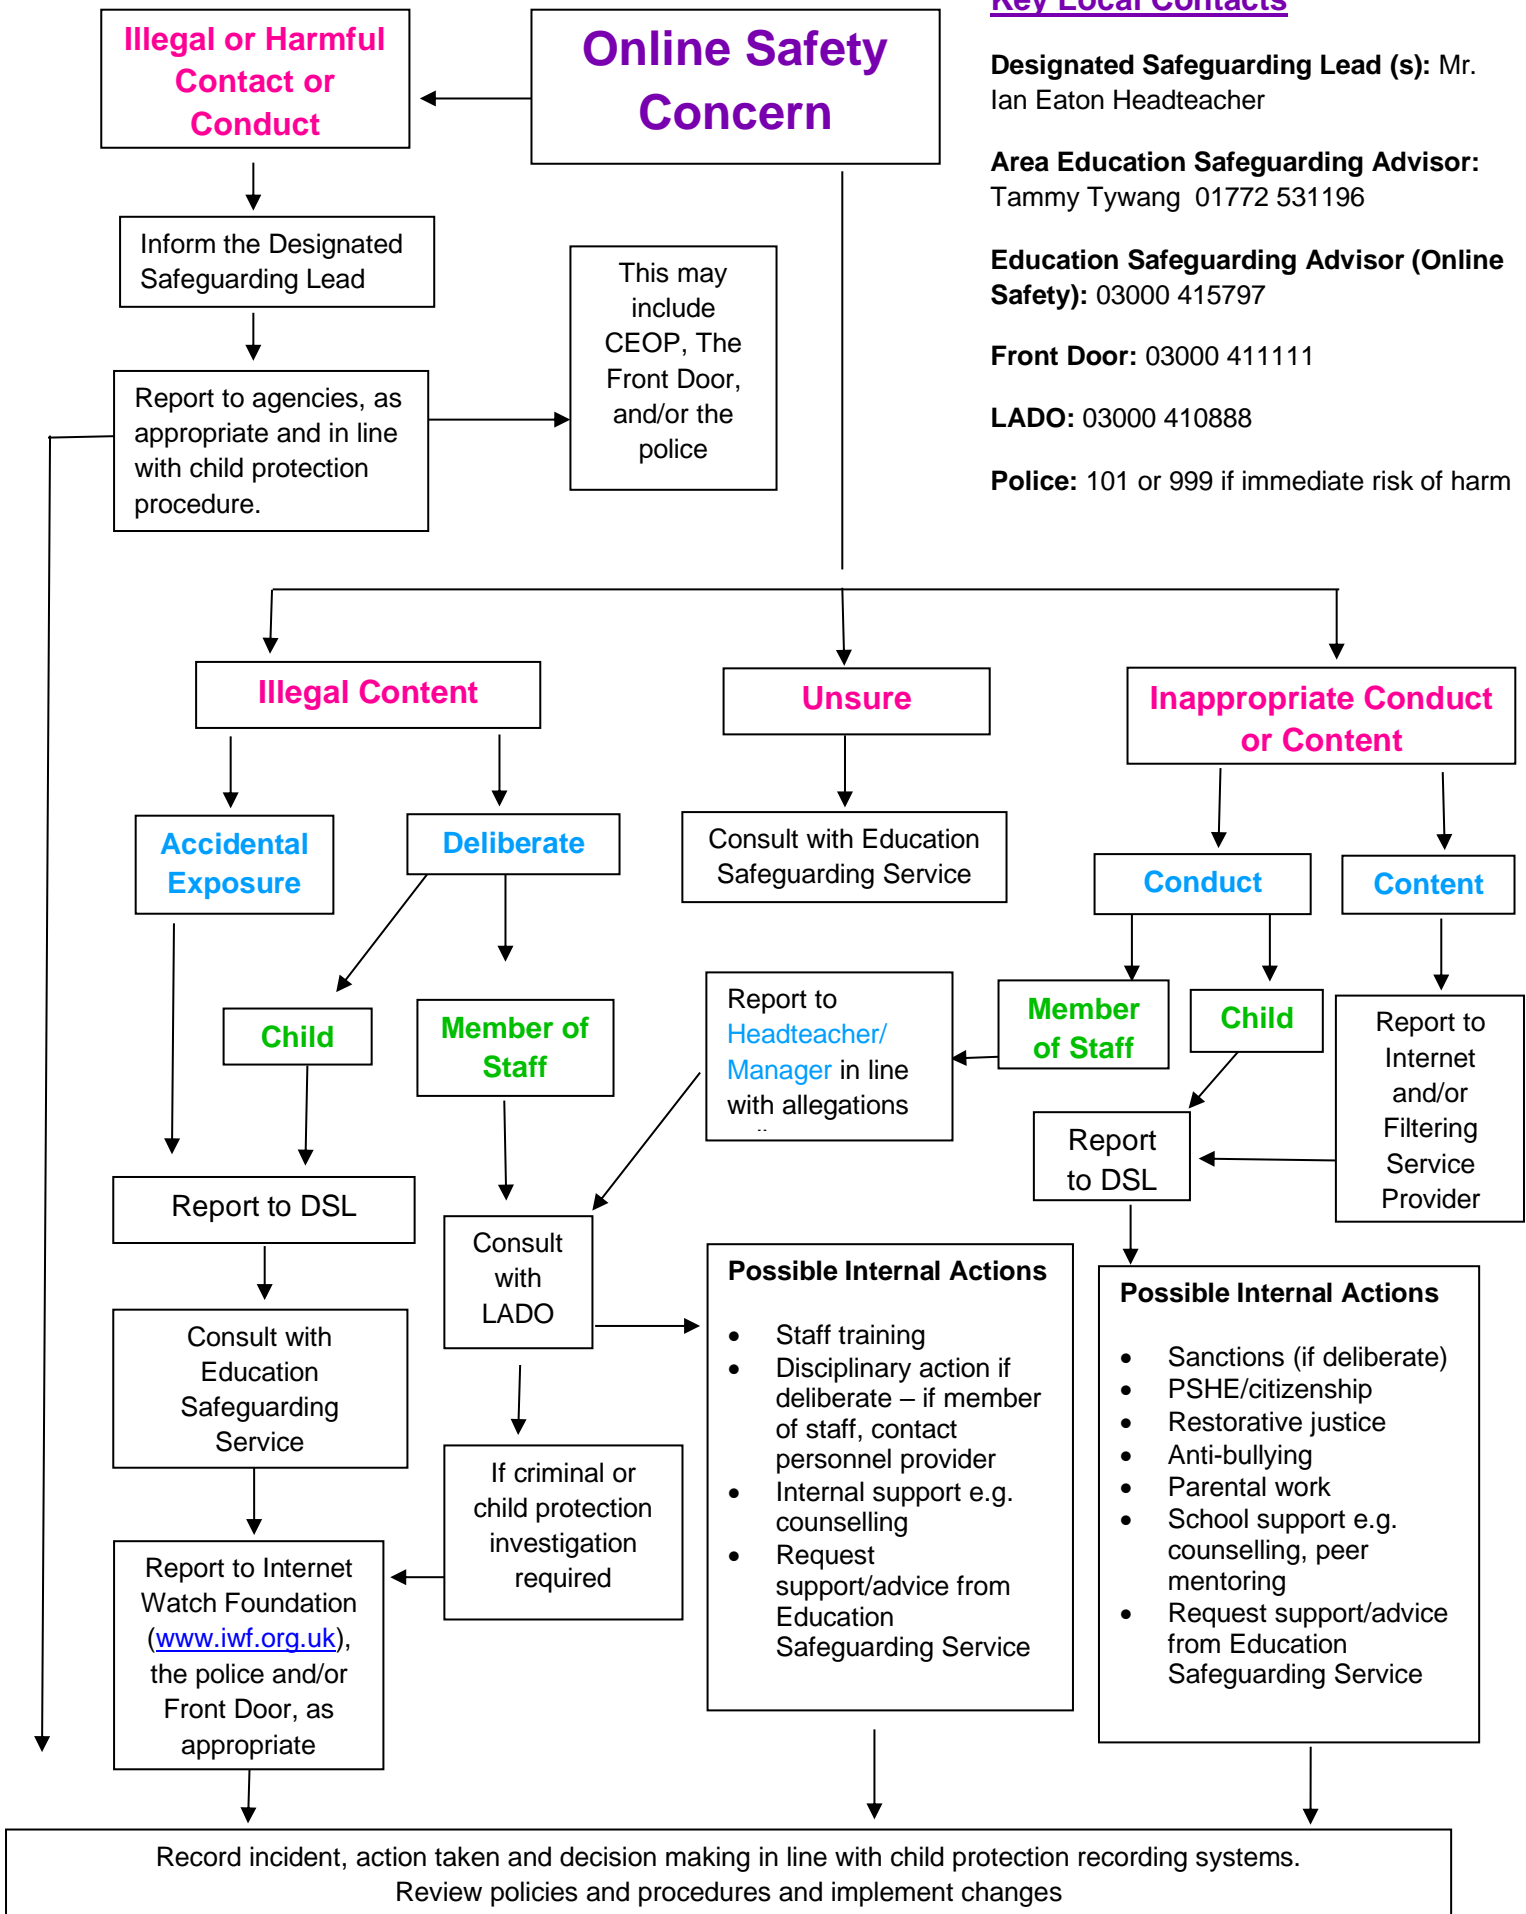 Key Local Contacts
Illegal or Harmful
Contact or
Conduct
Online Safety
Concern
Designated Safeguarding Lead (s): Mr.
Ian Eaton Headteacher
Area Education Safeguarding Advisor:
Tammy Tywang 01772 531196
Education Safeguarding Advisor (Online
Safety): 03000 415797
Front Door: 03000 411111
LADO: 03000 410888
Police: 101 or 999 if immediate risk of harm
Inform the Designated
Safeguarding Lead
This may
include
CEOP, The
Front Door,
and/or the
police
Report to agencies, as
appropriate and in line
with child protection
procedure.
Illegal Content
Unsure
Inappropriate Conduct
or Content
Accidental
Exposure
Deliberate
Consult with Education
Safeguarding Service
Conduct
Content
Child
Member of
Staff
Report to
Headteacher/
Manager in line
with allegations
Member
of Staff
Child
Report to
Internet
and/or
Filtering
Service
Provider
Report
to DSL
Report to DSL
Consult
with
LADO
Consult with
Education
Safeguarding
Service
If criminal or
child protection
investigation
required
Report to Internet
Watch Foundation
(www.iwf.org.uk),
the police and/or
Front Door, as
appropriate
Possible Internal Actions
• Staff training
• Disciplinary action if
deliberate – if member
of staff, contact
personnel provider
• Internal support e.g.
counselling
• Request
support/advice from
Education
Safeguarding Service
Possible Internal Actions
• Sanctions (if deliberate)
• PSHE/citizenship
• Restorative justice
• Anti-bullying
• Parental work
• School support e.g.
counselling, peer
mentoring
• Request support/advice
from Education
Safeguarding Service
Record incident, action taken and decision making in line with child protection recording systems.
Review policies and procedures and implement changes